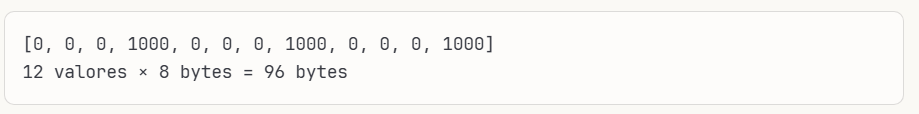 [0, 0, 0, 1000, 0, 0, 0, 1000, 0, 0, 0, 1000]
12 valores × 8 bytes = 96 bytes